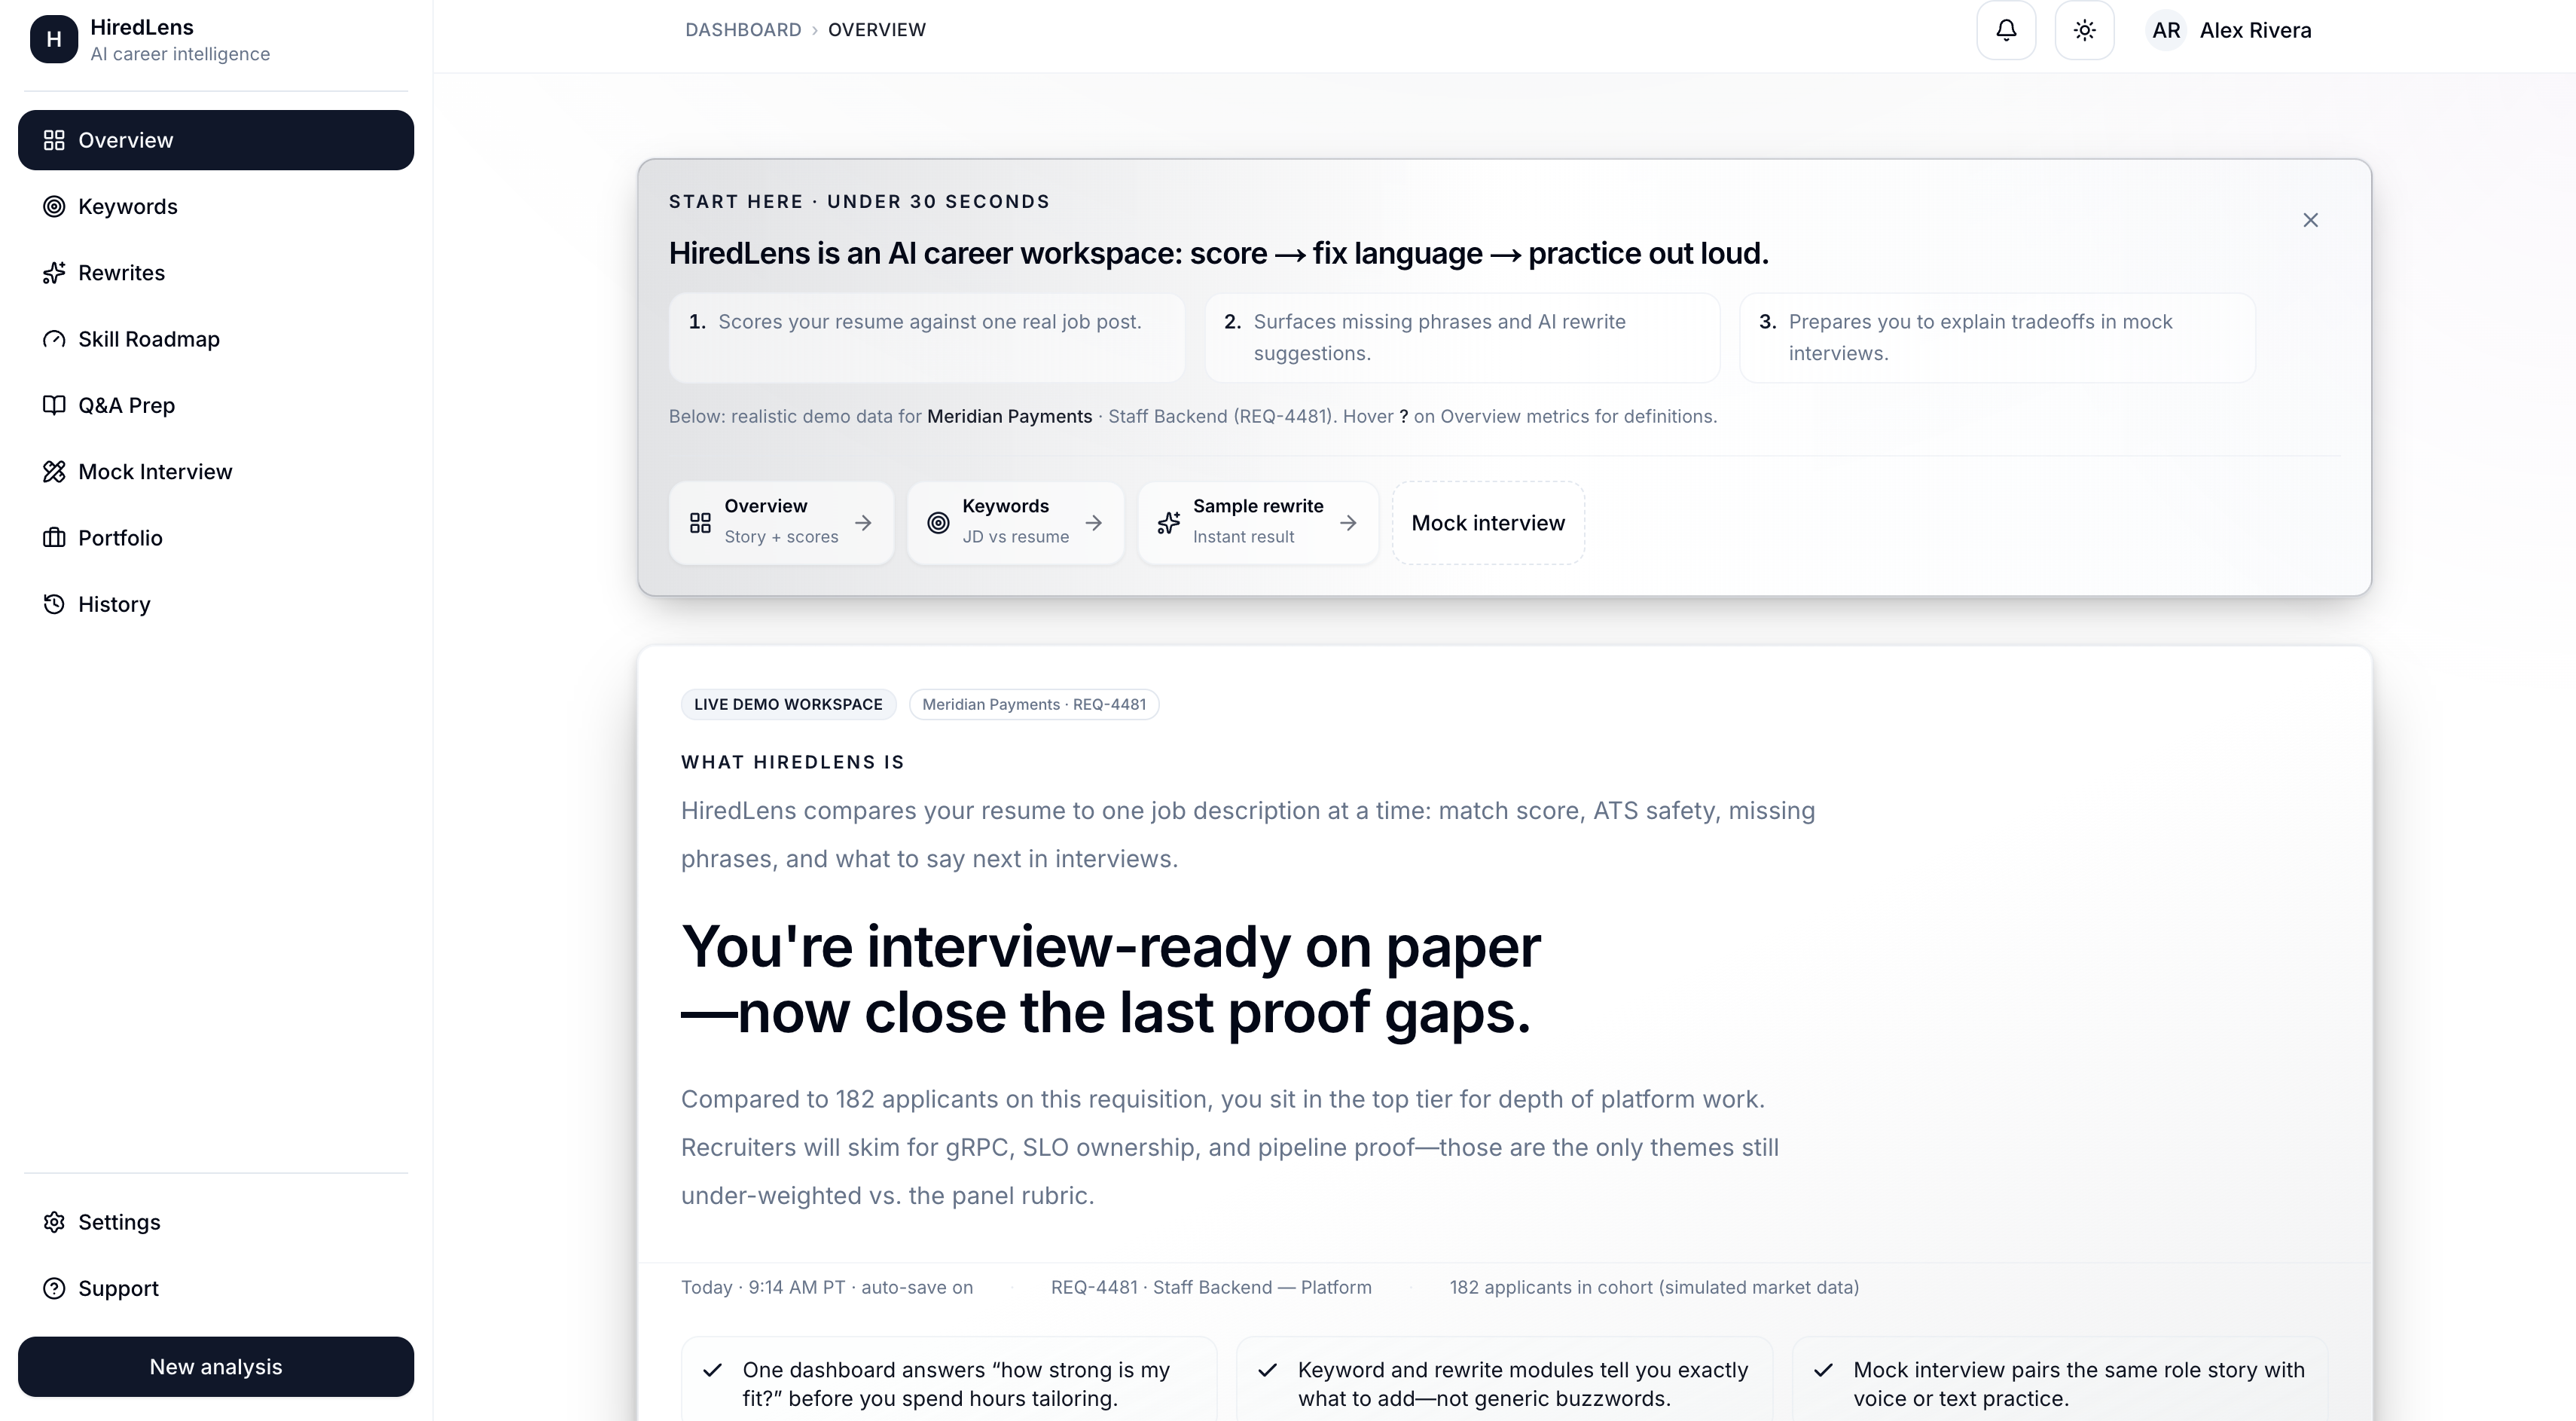 H
HiredLens
AI career intelligence
Overview
Keywords
Rewrites
Skill Roadmap
Q&A Prep
Mock Interview
Portfolio
History
Settings
Support
New analysis
DASHBOARD › OVERVIEW
AR Alex Rivera
START HERE · UNDER 30 SECONDS
HiredLens is an AI career workspace: score → fix language → practice out loud.
1. Scores your resume against one real job post.
2. Surfaces missing phrases and AI rewrite
suggestions.
3. Prepares you to explain tradeoffs in mock
interviews.
Below: realistic demo data for Meridian Payments · Staff Backend (REQ-4481). Hover ? on Overview metrics for definitions.
Overview
Story + scores
Keywords
JD vs resume
Sample rewrite
Instant result
Mock interview
LIVE DEMO WORKSPACE
Meridian Payments · REQ-4481
WHAT HIREDLENS IS
HiredLens compares your resume to one job description at a time: match score, ATS safety, missing
phrases, and what to say next in interviews.
You're interview-ready on paper
—now close the last proof gaps.
Compared to 182 applicants on this requisition, you sit in the top tier for depth of platform work.
Recruiters will skim for gRPC, SLO ownership, and pipeline proof—those are the only themes still
under-weighted vs. the panel rubric.
Today · 9:14 AM PT · auto-save on · REQ-4481 · Staff Backend — Platform · 182 applicants in cohort (simulated market data)
One dashboard answers “how strong is my
fit?” before you spend hours tailoring.
Keyword and rewrite modules tell you exactly
what to add—not generic buzzwords.
Mock interview pairs the same role story with
voice or text practice.